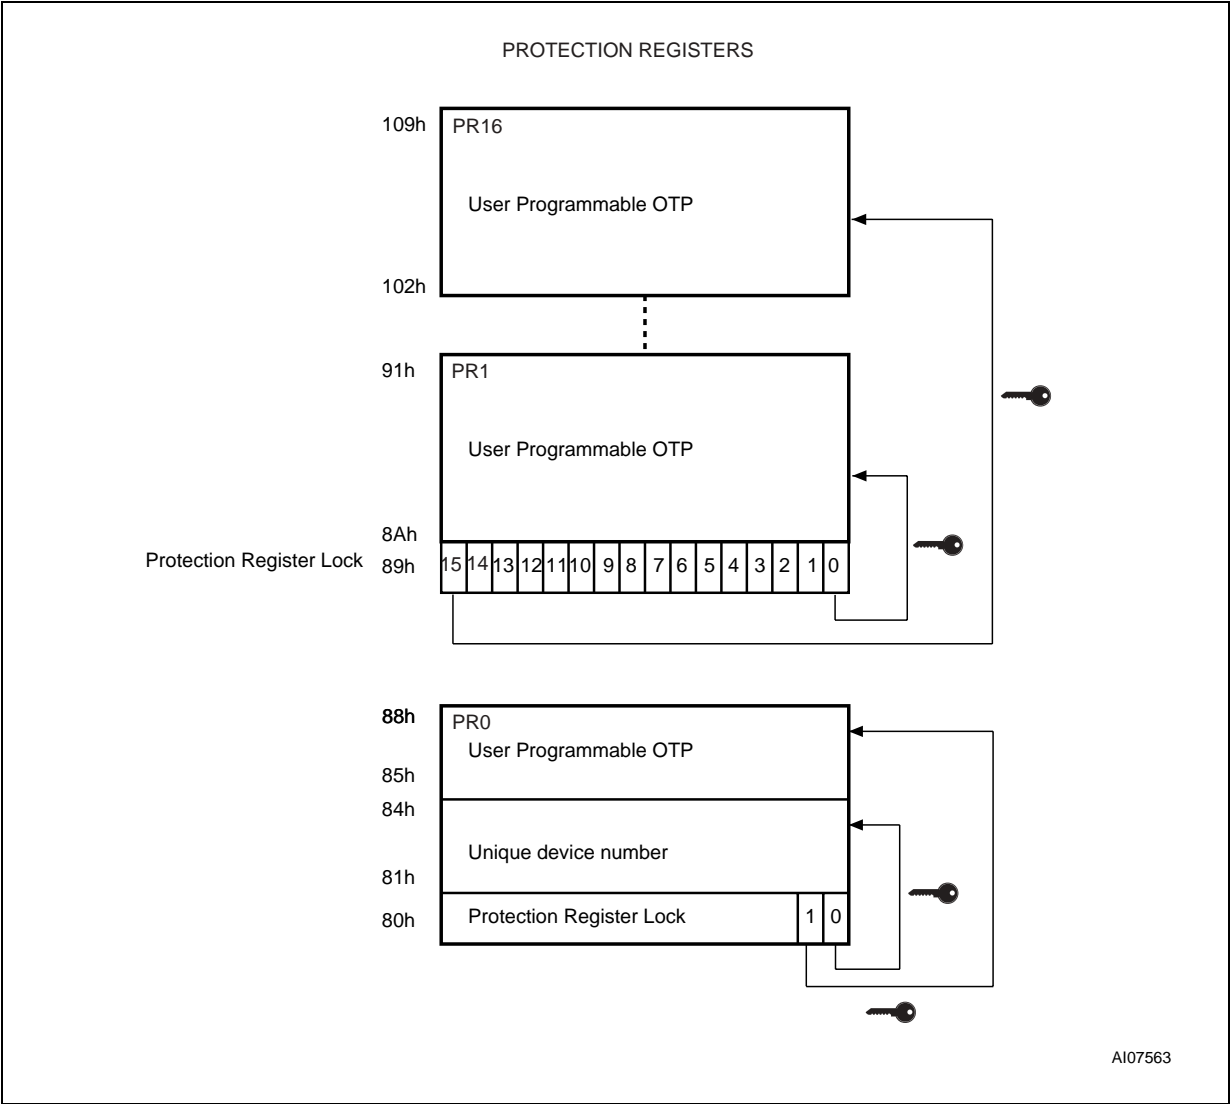 PROTECTION REGISTERS
109h
PR16
User Programmable OTP
102h
91h
PR1
User Programmable OTP
8Ah
Protection Register Lock 89h 15 14 13 12 11 10 9 8 7 6 5 4 3 2 1 0
88h
PR0
User Programmable OTP
85h
84h
Unique device number
81h
80h Protection Register Lock 1 0
AI07563